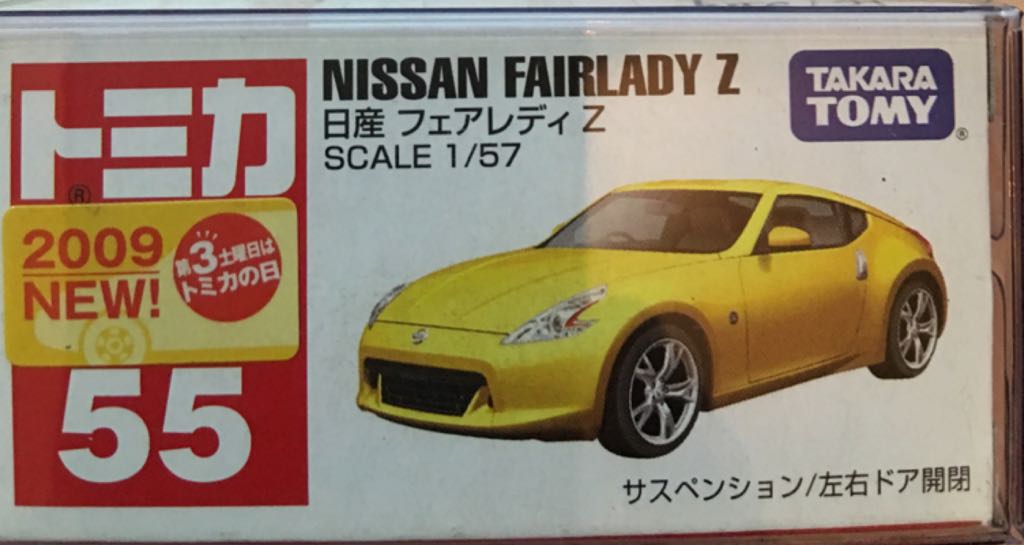 トミカ
®
2009
NEW!
第3土曜日は
トミカの日
55
NISSAN FAIRLADY Z
日産 フェアレディ Z
SCALE 1/57
TAKARA
TOMY
®
サスペンション/左右ドア開閉